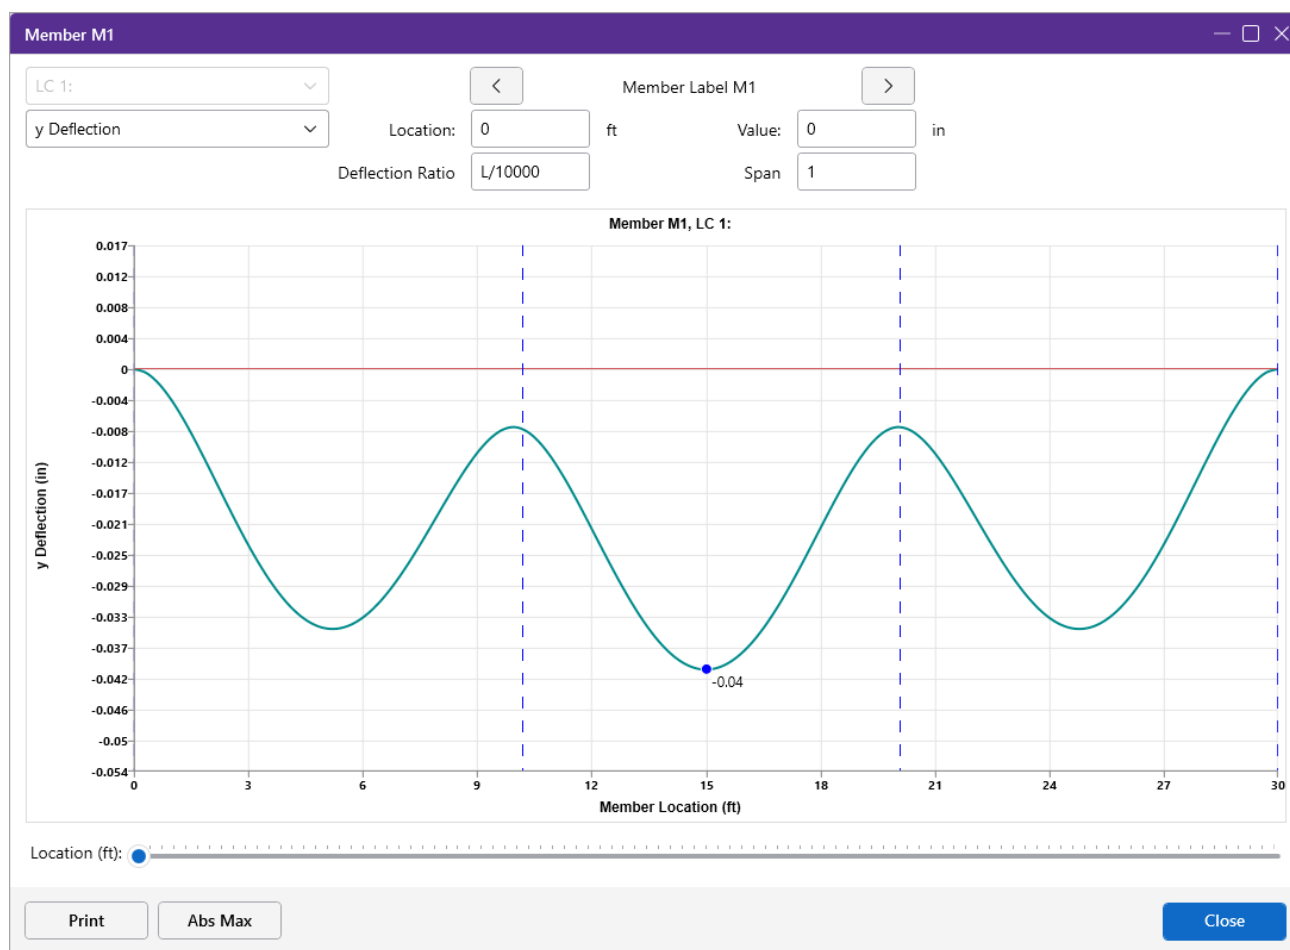 Member M1
LC 1:
Member Label M1
y Deflection
Location:
0
ft
Value:
0
in
Deflection Ratio
L/10000
Span
1
Member M1, LC 1:
0.017
0.012
0.008
0.004
0
-0.004
-0.008
-0.012
-0.017
-0.021
-0.025
-0.029
-0.033
-0.037
-0.042
-0.046
-0.05
-0.054
y Deflection (in)
-0.04
0 3 6 9 12 15 18 21 24 27 30
Member Location (ft)
Location (ft):
Print
Abs Max
Close